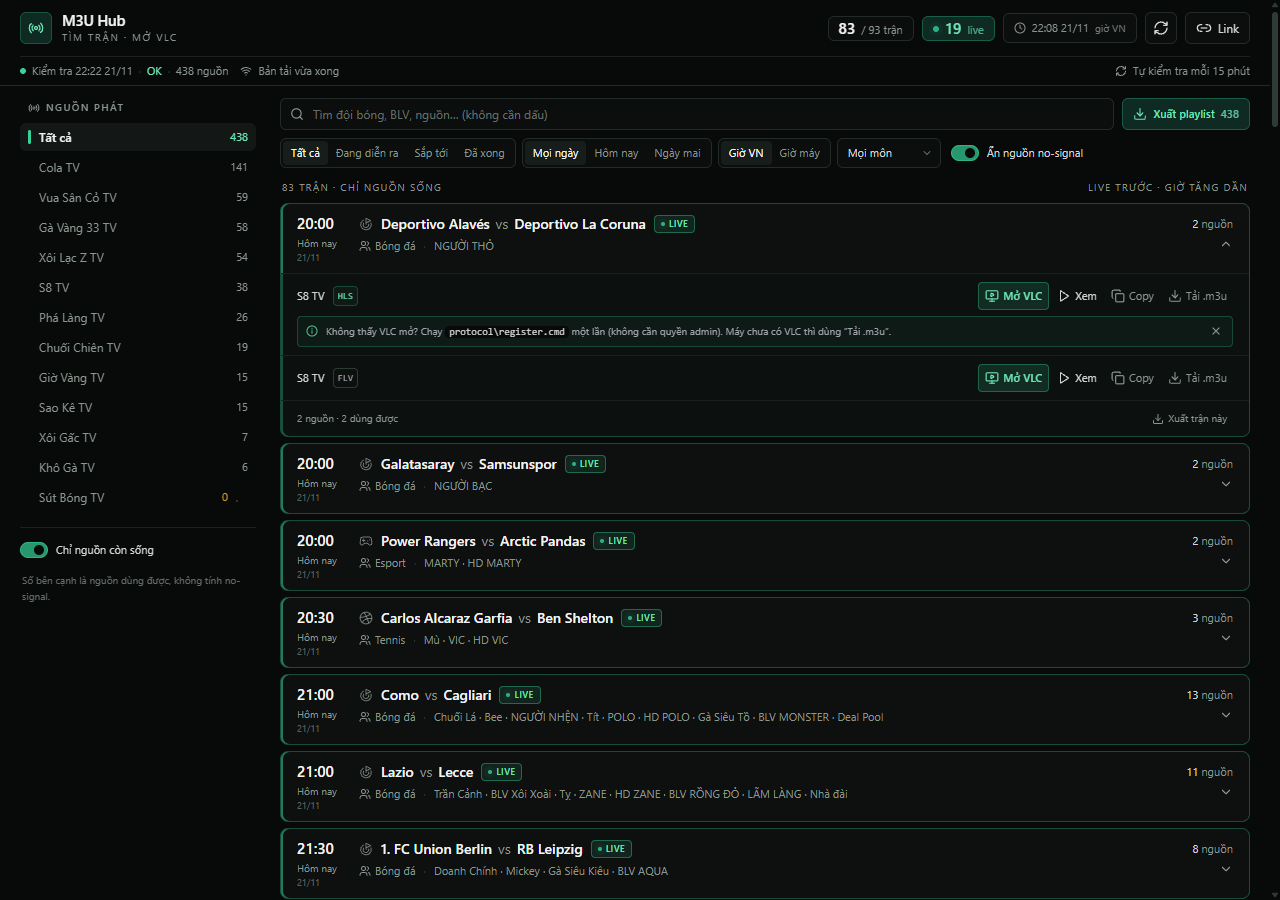 M3U Hub
TÌM TRẬN · MỞ VLC
83 / 93 trận
19 live
22:08 21/11 giờ VN
Link
Kiểm tra 22:22 21/11 · OK · 438 nguồn Bản tải vừa xong
Tự kiểm tra mỗi 15 phút
NGUỒN PHÁT
Tất cả 438
Cola TV 141
Vua Sân Cỏ TV 59
Gà Vàng 33 TV 58
Xôi Lạc Z TV 54
S8 TV 38
Phá Làng TV 26
Chuối Chiên TV 19
Giờ Vàng TV 15
Sao Kê TV 15
Xôi Gấc TV 7
Khô Gà TV 6
Sút Bóng TV 0
Chỉ nguồn còn sống
Số bên cạnh là nguồn dùng được, không tính no-
signal.
Tìm đội bóng, BLV, nguồn... (không cần dấu)
Xuất playlist 438
Tất cả Đang diễn ra Sắp tới Đã xong
Mọi ngày Hôm nay Ngày mai
Giờ VN Giờ máy
Mọi môn
Ẩn nguồn no-signal
83 TRẬN · CHỈ NGUỒN SỐNG
LIVE TRƯỚC · GIỜ TĂNG DẦN
20:00 Deportivo Alavés vs Deportivo La Coruna LIVE 2 nguồn
Hôm nay Bóng đá · NGƯỜI THỎ
21/11
S8 TV HLS Mở VLC Xem Copy Tải .m3u
Không thấy VLC mở? Chạy protocol\register.cmd một lần (không cần quyền admin). Máy chưa có VLC thì dùng "Tải .m3u".
S8 TV FLV Mở VLC Xem Copy Tải .m3u
2 nguồn · 2 dùng được
Xuất trận này
20:00 Galatasaray vs Samsunspor LIVE 2 nguồn
Hôm nay Bóng đá · NGƯỜI BẠC
21/11
20:00 Power Rangers vs Arctic Pandas LIVE 2 nguồn
Hôm nay Esport · MARTY · HD MARTY
21/11
20:30 Carlos Alcaraz Garfia vs Ben Shelton LIVE 3 nguồn
Hôm nay Tennis · Mù · VIC · HD VIC
21/11
21:00 Como vs Cagliari LIVE 13 nguồn
Hôm nay Bóng đá · Chuối Lá · Bee · NGƯỜI NHỆN · Tít · POLO · HD POLO · Gà Siêu Tồ · BLV MONSTER · Deal Pool
21/11
21:00 Lazio vs Lecce LIVE 11 nguồn
Hôm nay Bóng đá · Trần Cảnh · BLV Xôi Xoài · Tỵ · ZANE · HD ZANE · BLV RỒNG ĐỎ · LÃM LÀNG · Nhà đài
21/11
21:30 1. FC Union Berlin vs RB Leipzig LIVE 8 nguồn
Hôm nay Bóng đá · Doanh Chính · Mickey · Gà Siêu Kiêu · BLV AQUA
21/11